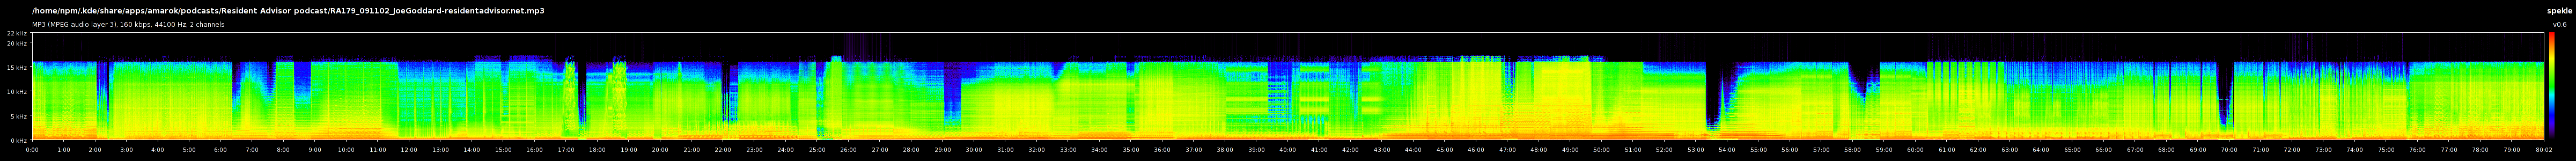 /home/npm/.kde/share/apps/amarok/podcasts/Resident Advisor podcast/RA179_091102_JoeGoddard-residentadvisor.net.mp3
spekle
MP3 (MPEG audio layer 3), 160 kbps, 44100 Hz, 2 channels
v0.6
22 kHz
20 kHz
15 kHz
10 kHz
5 kHz
0 kHz
0:00 1:00 2:00 3:00 4:00 5:00 6:00 7:00 8:00 9:00 10:00 11:00 12:00 13:00 14:00 15:00 16:00 17:00 18:00 19:00 20:00 21:00 22:00 23:00 24:00 25:00 26:00 27:00 28:00 29:00 30:00 31:00 32:00 33:00 34:00 35:00 36:00 37:00 38:00 39:00 40:00 41:00 42:00 43:00 44:00 45:00 46:00 47:00 48:00 49:00 50:00 51:00 52:00 53:00 54:00 55:00 56:00 57:00 58:00 59:00 60:00 61:00 62:00 63:00 64:00 65:00 66:00 67:00 68:00 69:00 70:00 71:00 72:00 73:00 74:00 75:00 76:00 77:00 78:00 79:00 80:02